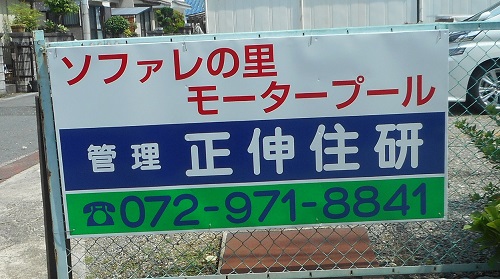 ソファレの里
モータープール
管理 正伸住研
☎072-971-8841